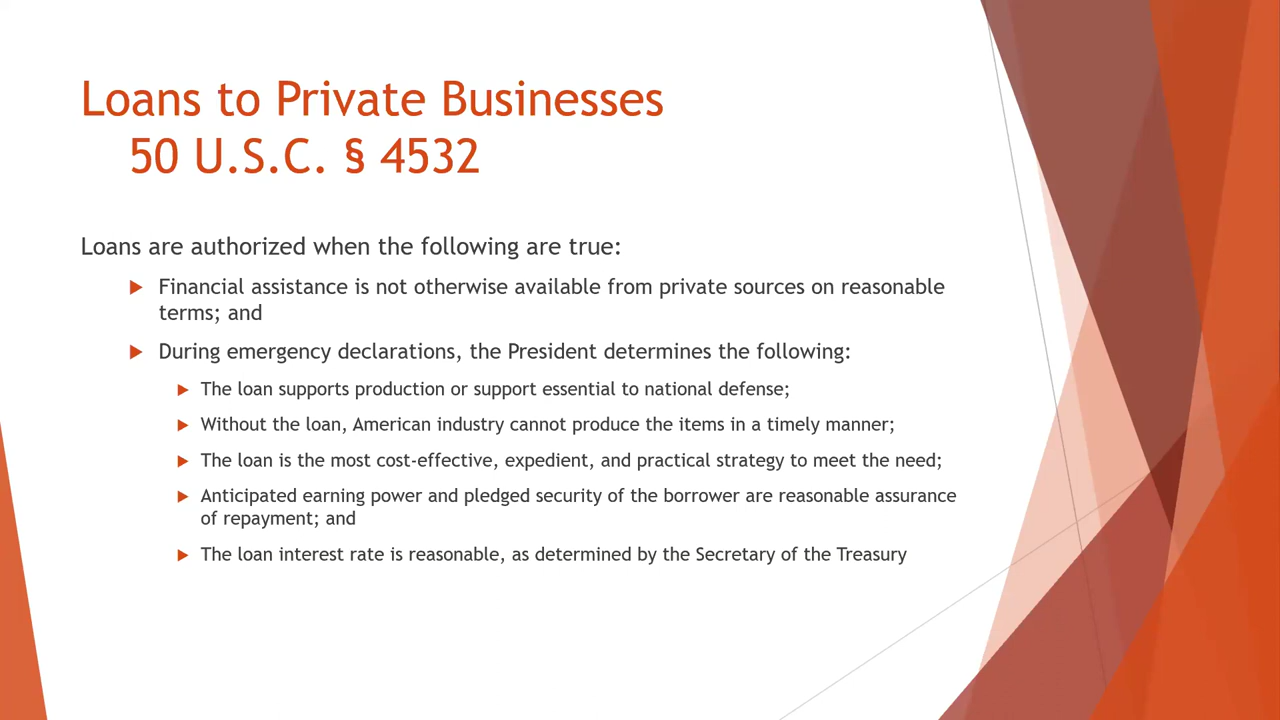 Loans to Private Businesses
50 U.S.C. § 4532
Loans are authorized when the following are true:
Financial assistance is not otherwise available from private sources on reasonable
terms; and
During emergency declarations, the President determines the following:
The loan supports production or support essential to national defense;
Without the loan, American industry cannot produce the items in a timely manner;
The loan is the most cost-effective, expedient, and practical strategy to meet the need;
Anticipated earning power and pledged security of the borrower are reasonable assurance
of repayment; and
The loan interest rate is reasonable, as determined by the Secretary of the Treasury